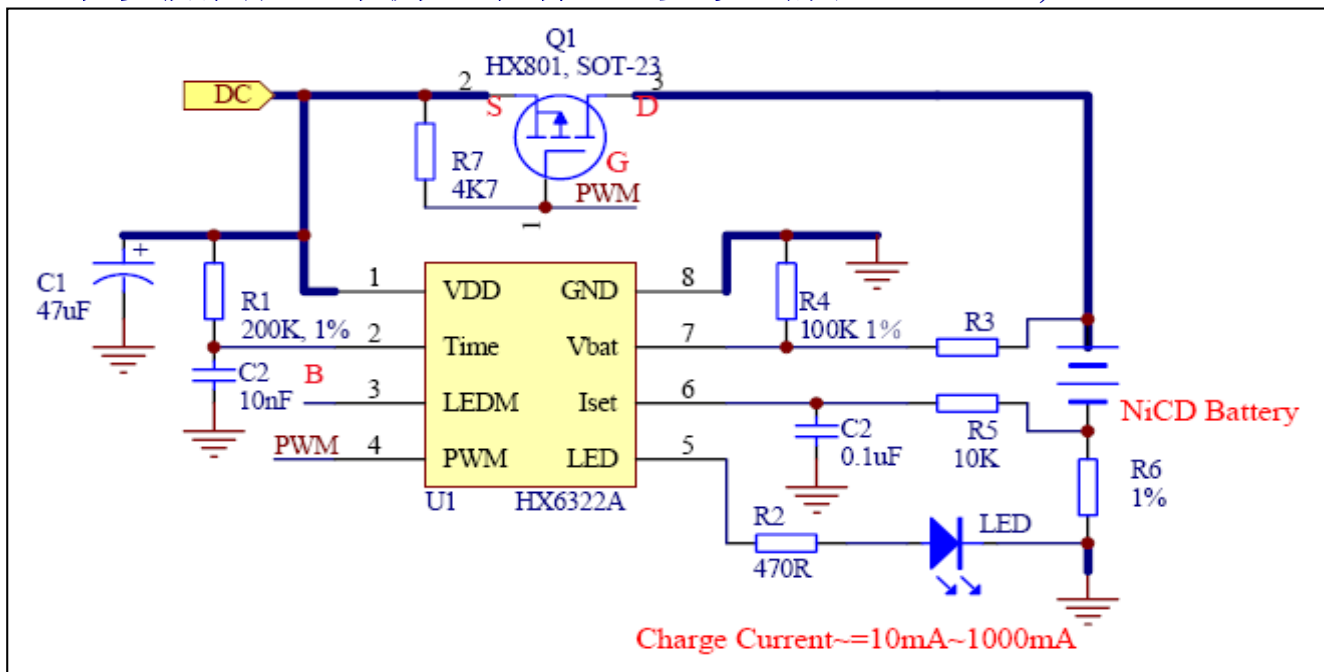 Q1
HX801, SOT-23
DC
2
3
S
D
G
R7
4K7
PWM
1
C1
47uF
+
R1
200K, 1%
C2
10nF
B
PWM
1
2
3
4
VDD
Time
LEDM
PWM
GND
Vbat
Iset
LED
8
7
6
5
U1
HX6322A
R4
100K 1%
R3
C2
0.1uF
R5
10K
NiCD Battery
R6
1%
R2
470R
LED
Charge Current~=10mA~1000mA